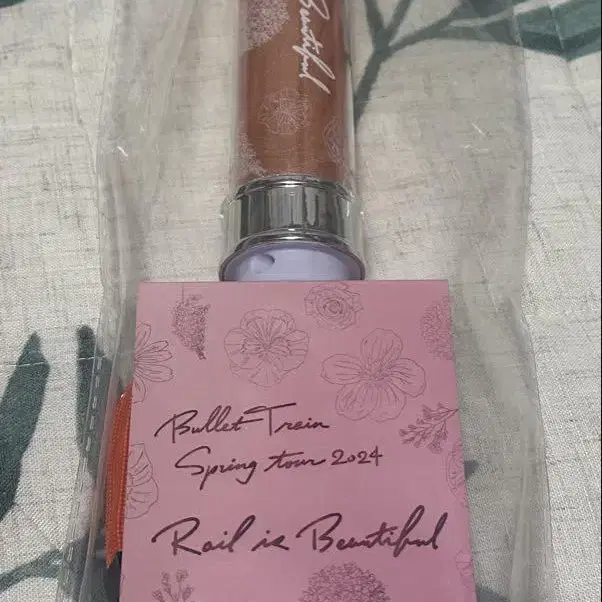 Beautiful
Bullet Train
Spring tour 2024
Rail is Beautiful